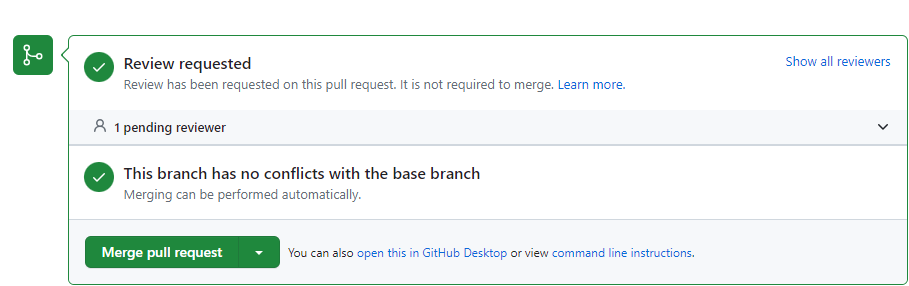 Review requested
Show all reviewers
Review has been requested on this pull request. It is not required to merge. Learn more.
1 pending reviewer
This branch has no conflicts with the base branch
Merging can be performed automatically.
Merge pull request
You can also open this in GitHub Desktop or view command line instructions.